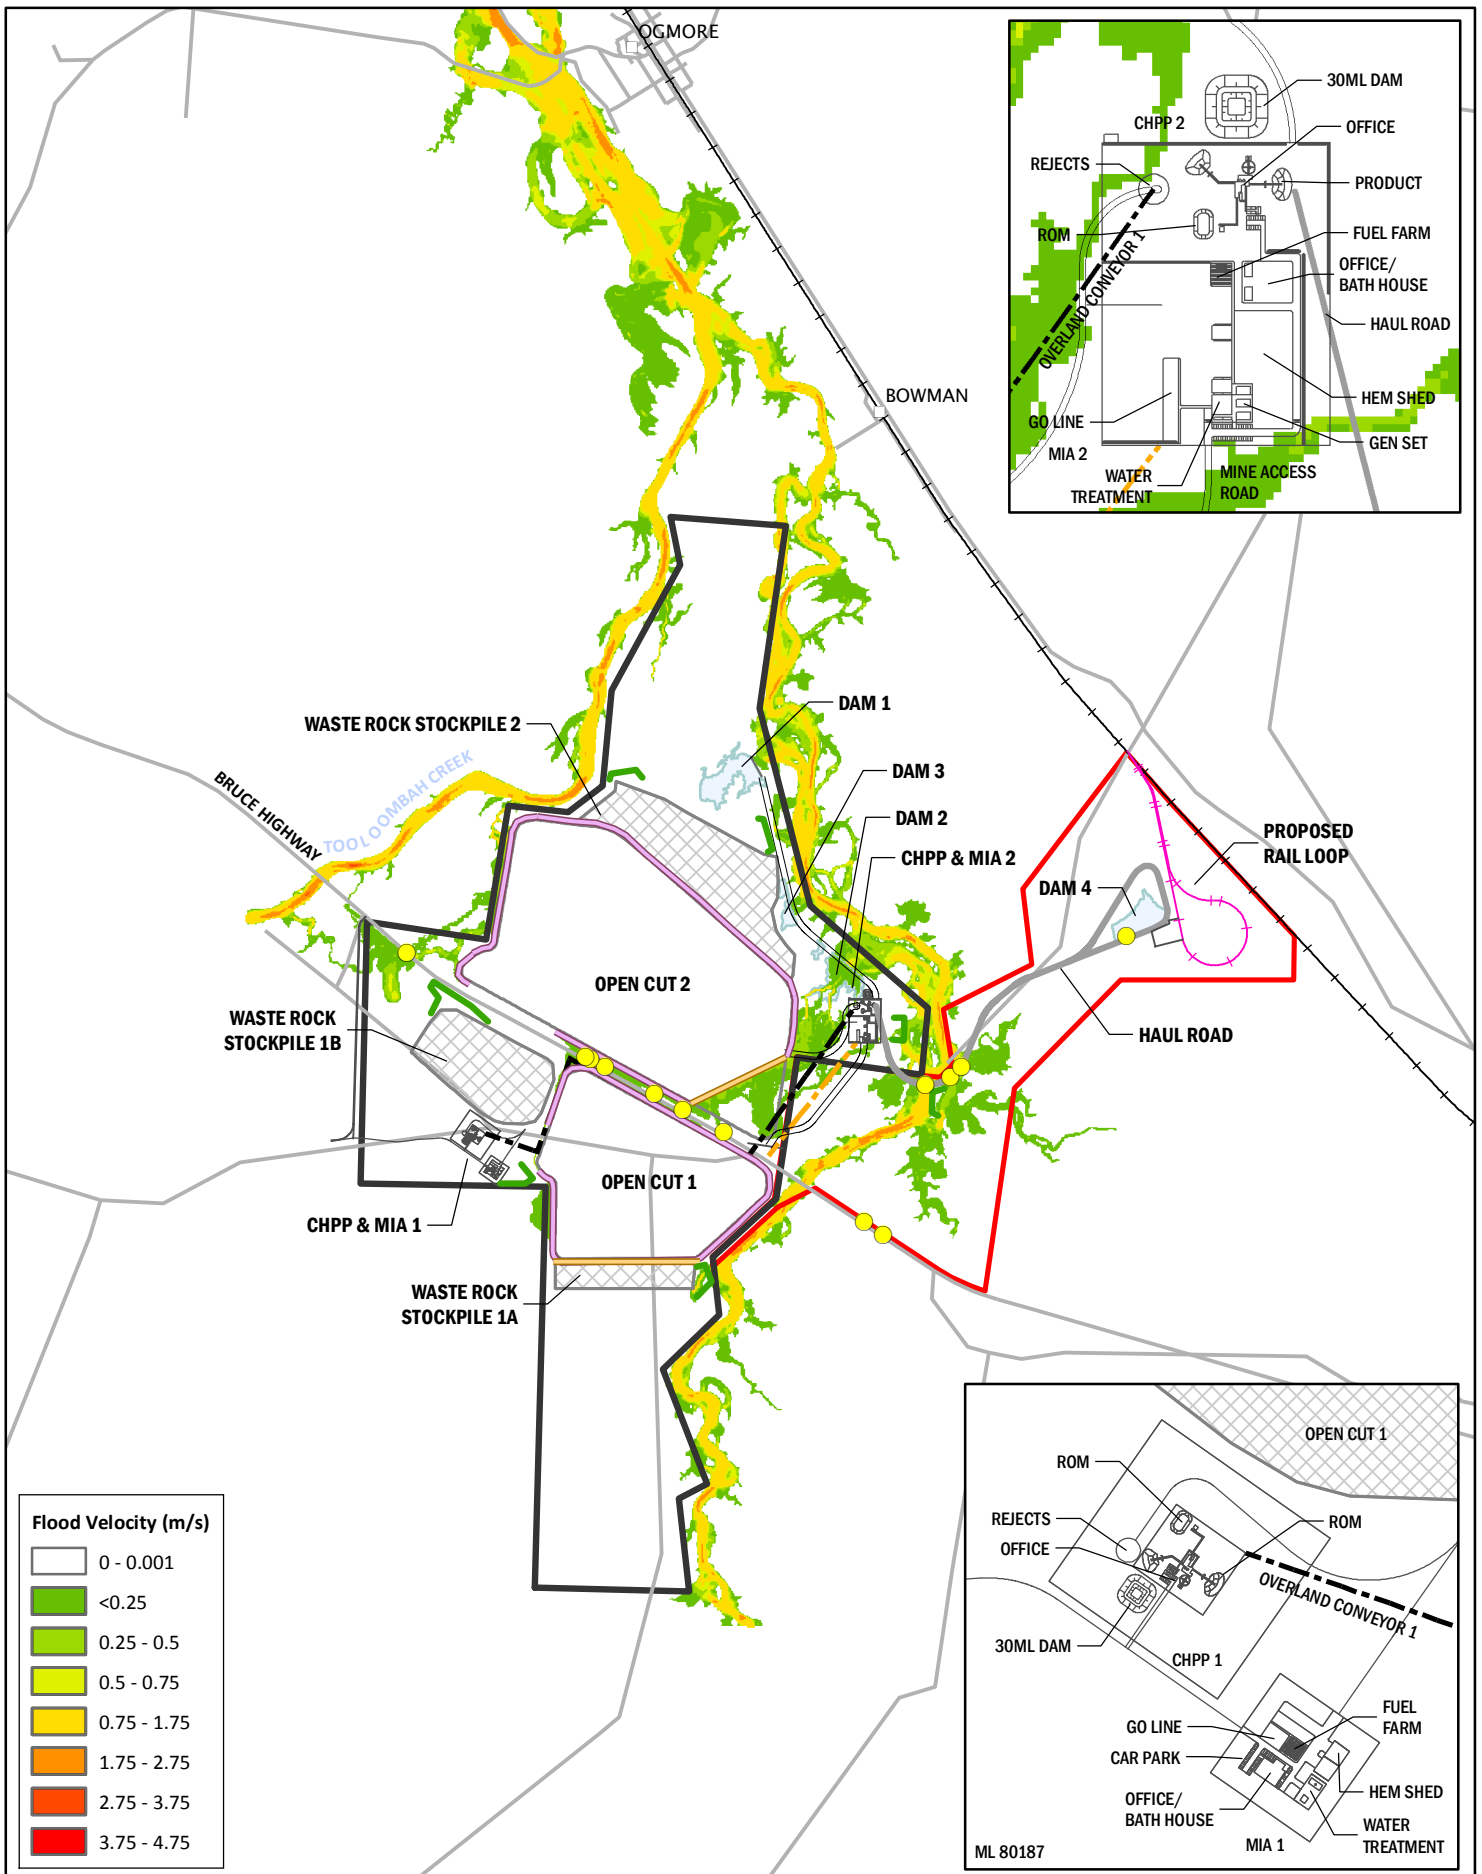 OGMORE
BOWMAN
30ML DAM
CHPP 2
OFFICE
REJECTS
PRODUCT
ROM
FUEL FARM
OFFICE/
BATH HOUSE
OVERLAND CONVEYOR 1
HAUL ROAD
HEM SHED
GO LINE
GEN SET
MIA 2
WATER
TREATMENT
MINE ACCESS
ROAD
DAM 1
WASTE ROCK STOCKPILE 2
DAM 3
TOOLOOMBAH CREEK
BRUCE HIGHWAY
DAM 2
CHPP & MIA 2
PROPOSED
RAIL LOOP
DAM 4
OPEN CUT 2
WASTE ROCK
STOCKPILE 1B
HAUL ROAD
OPEN CUT 1
CHPP & MIA 1
WASTE ROCK
STOCKPILE 1A
OPEN CUT 1
ROM
REJECTS
ROM
OFFICE
OVERLAND CONVEYOR 1
30ML DAM
CHPP 1
FUEL
FARM
GO LINE
CAR PARK
OFFICE/
BATH HOUSE
HEM SHED
WATER
TREATMENT
MIA 1
ML 80187
Flood Velocity (m/s)
0 - 0.001
<0.25
0.25 - 0.5
0.5 - 0.75
0.75 - 1.75
1.75 - 2.75
2.75 - 3.75
3.75 - 4.75